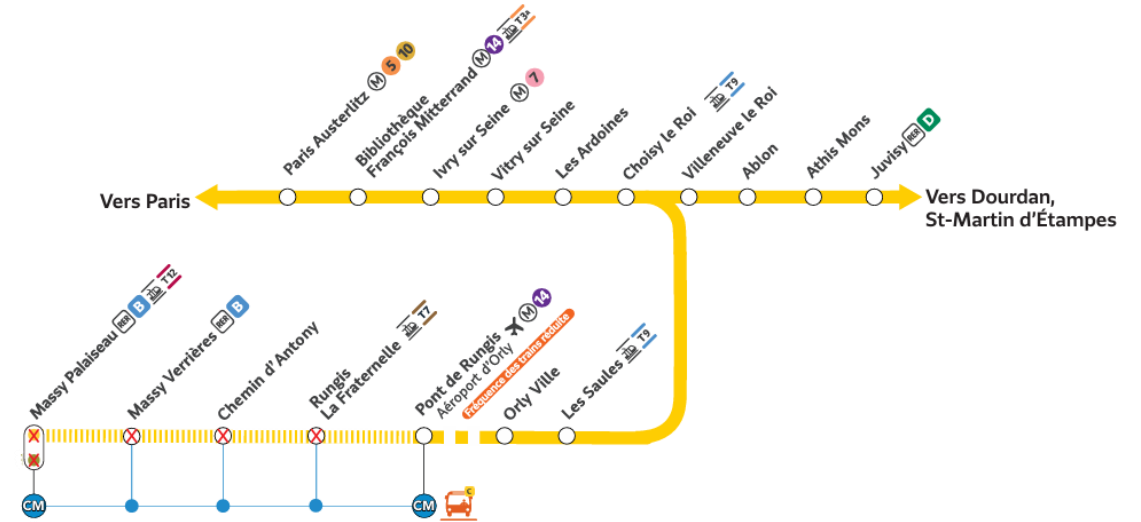 Paris Austerlitz M 5 10
Bibliothèque
François Mitterrand M 14 T3a
Ivry sur Seine M 7
Vitry sur Seine
Les Ardoines
Choisy le Roi T9
Villeneuve le Roi
Ablon
Athis Mons
Juvisy RER D
Vers Paris
Vers Dourdan,
St-Martin d'Étampes
Massy Palaiseau RER B T12
Massy Verrières RER B
Chemin d'Antony
Rungis
La Fraternelle T7
Pont de Rungis M 14
Aéroport d'Orly
Fréquence des trains réduite
Orly Ville
Les Saules T9
CM
CM
C